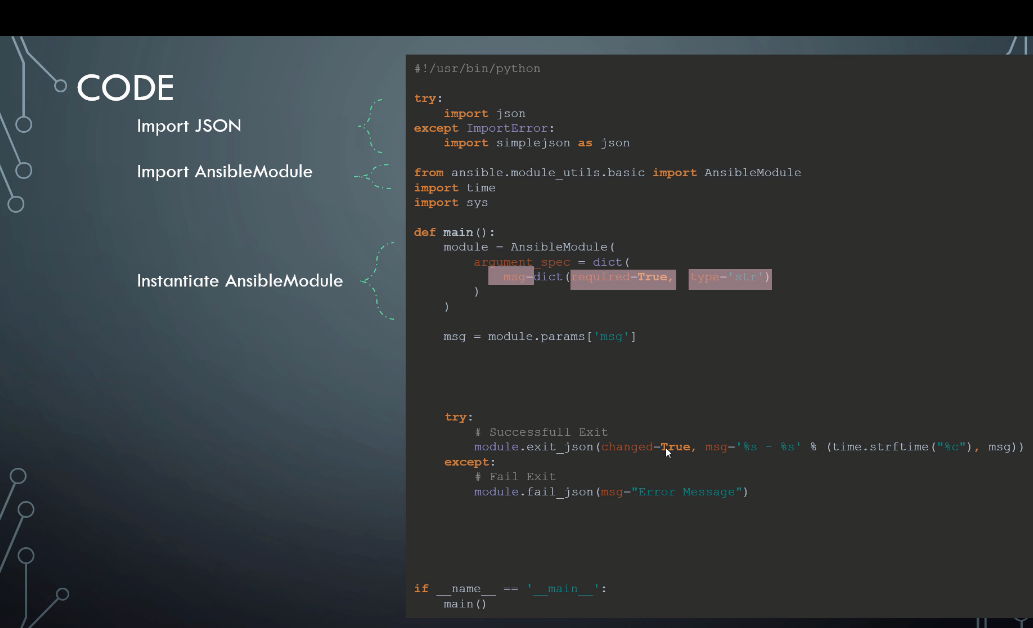 CODE
Import JSON
Import AnsibleModule
Instantiate AnsibleModule
#!/usr/bin/python
try:
import json
except ImportError:
import simplejson as json
from ansible.module_utils.basic import AnsibleModule
import time
import sys
def main():
module = AnsibleModule(
argument_spec = dict(
msg=dict(required=True, type='str')
)
)
msg = module.params['msg']
try:
# Successfull Exit
module.exit_json(changed=True, msg='%s - %s' % (time.strftime("%c"), msg))
except:
# Fail Exit
module.fail_json(msg="Error Message")
if __name__ == '__main__':
main()